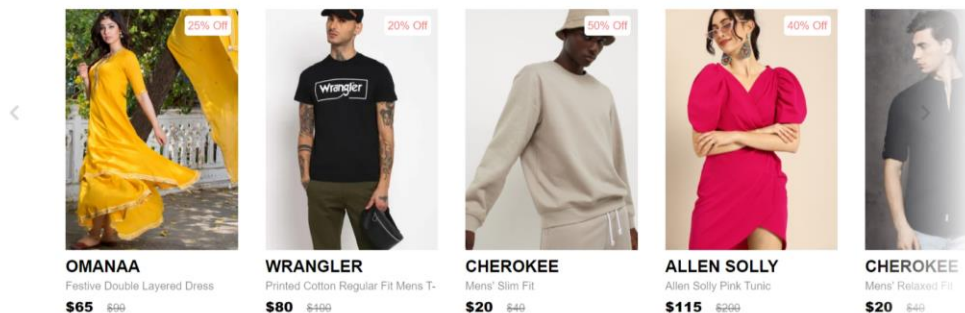 25% Off
20% Off
50% Off
40% Off
Wrangler
OMANAA
Festive Double Layered Dress
$65 $90
WRANGLER
Printed Cotton Regular Fit Mens T-
$80 $100
CHEROKEE
Mens' Slim Fit
$20 $40
ALLEN SOLLY
Allen Solly Pink Tunic
$115 $200
CHEROKEE
Mens' Relaxed Fit
$20 $40